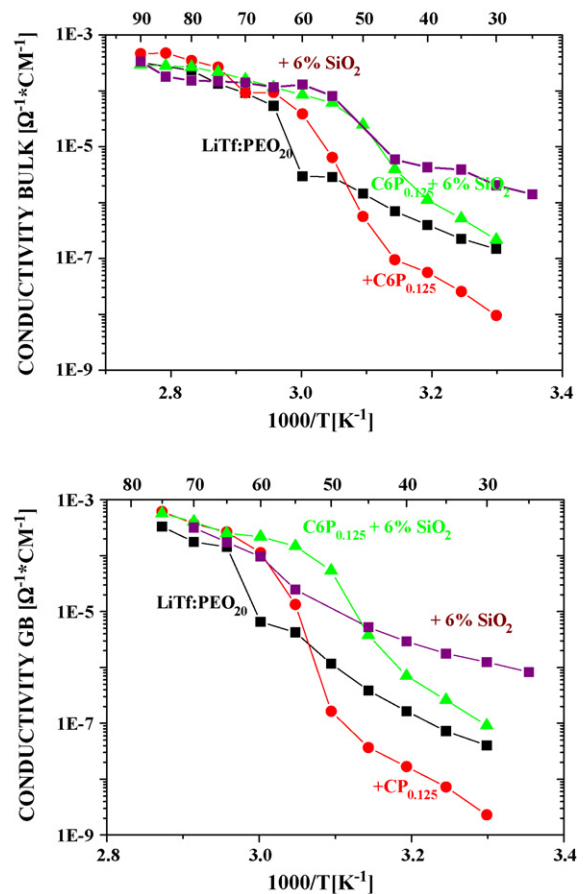 90 80 70 60 50 40 30
1E-3
+ 6% SiO2
1E-5
LiTf:PEO20
C6P0.125 + 6% SiO2
1E-7
+C6P0.125
1E-9
2.8 3.0 3.2 3.4
1000/T[K-1]
CONDUCTIVITY BULK [Ω-1*CM-1]
80 70 60 50 40 30
1E-3
C6P0.125 + 6% SiO2
1E-5
LiTf:PEO20
+ 6% SiO2
1E-7
+CP0.125
1E-9
2.8 3.0 3.2 3.4
1000/T[K-1]
CONDUCTIVITY GB [Ω-1*CM-1]